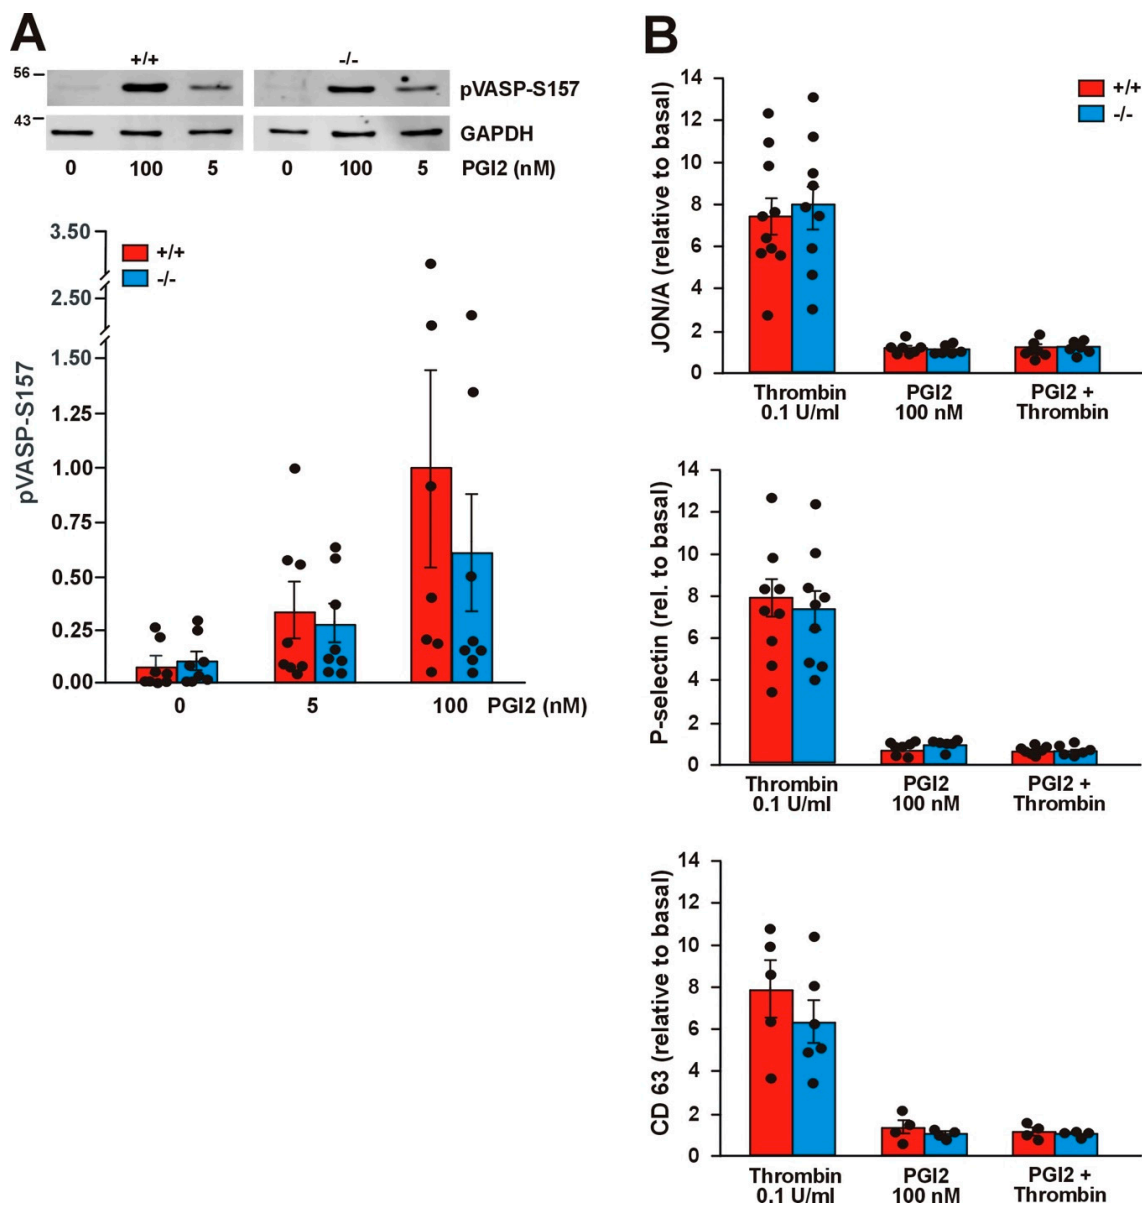 A
+/+ -/-
56
pVASP-S157
43
GAPDH
0 100 5 0 100 5 PGI2 (nM)
3.50
2.50
1.50
1.25
1.00
0.75
0.50
0.25
0.00
pVASP-S157
+/+
-/-
0 5 100 PGI2 (nM)
B
14
12
10
8
6
4
2
0
JON/A (relative to basal)
+/+
-/-
Thrombin PGI2 PGI2 +
0.1 U/ml 100 nM Thrombin
14
12
10
8
6
4
2
0
P-selectin (rel. to basal)
Thrombin PGI2 PGI2 +
0.1 U/ml 100 nM Thrombin
14
12
10
8
6
4
2
0
CD 63 (relative to basal)
Thrombin PGI2 PGI2 +
0.1 U/ml 100 nM Thrombin